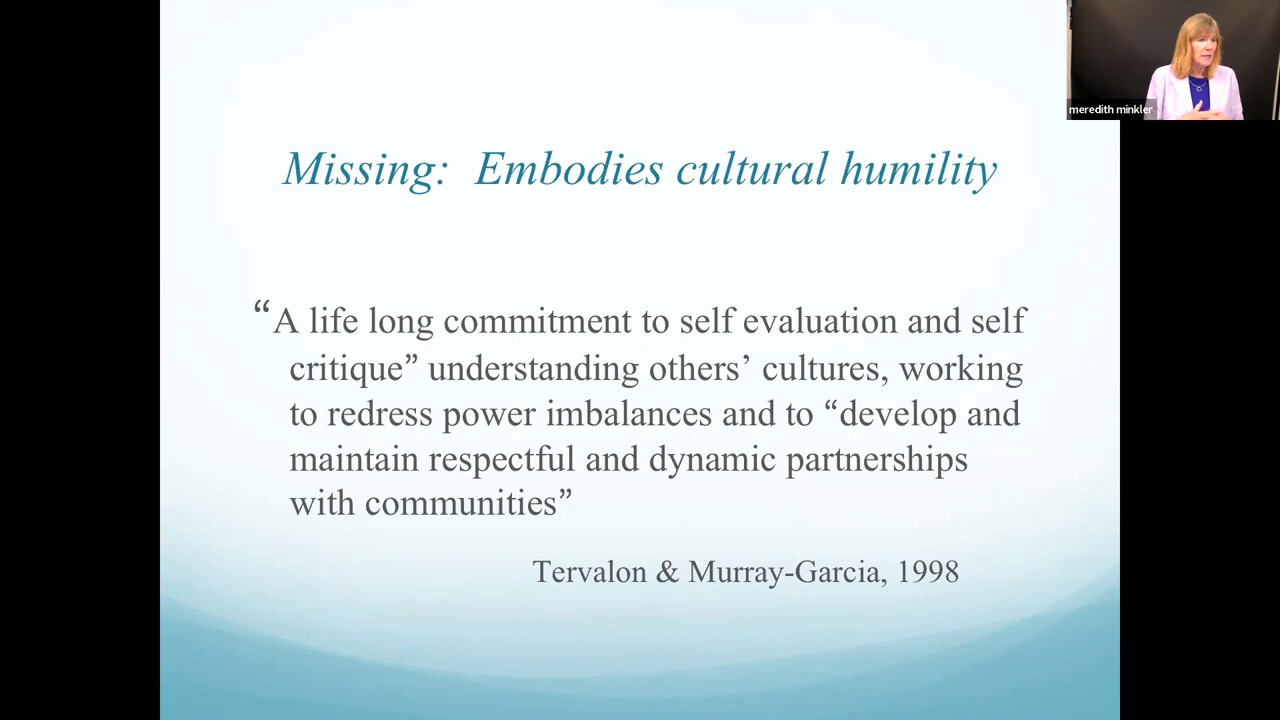 meredith minkler
Missing: Embodies cultural humility
“A life long commitment to self evaluation and self
critique” understanding others’ cultures, working
to redress power imbalances and to “develop and
maintain respectful and dynamic partnerships
with communities”
Tervalon & Murray-Garcia, 1998